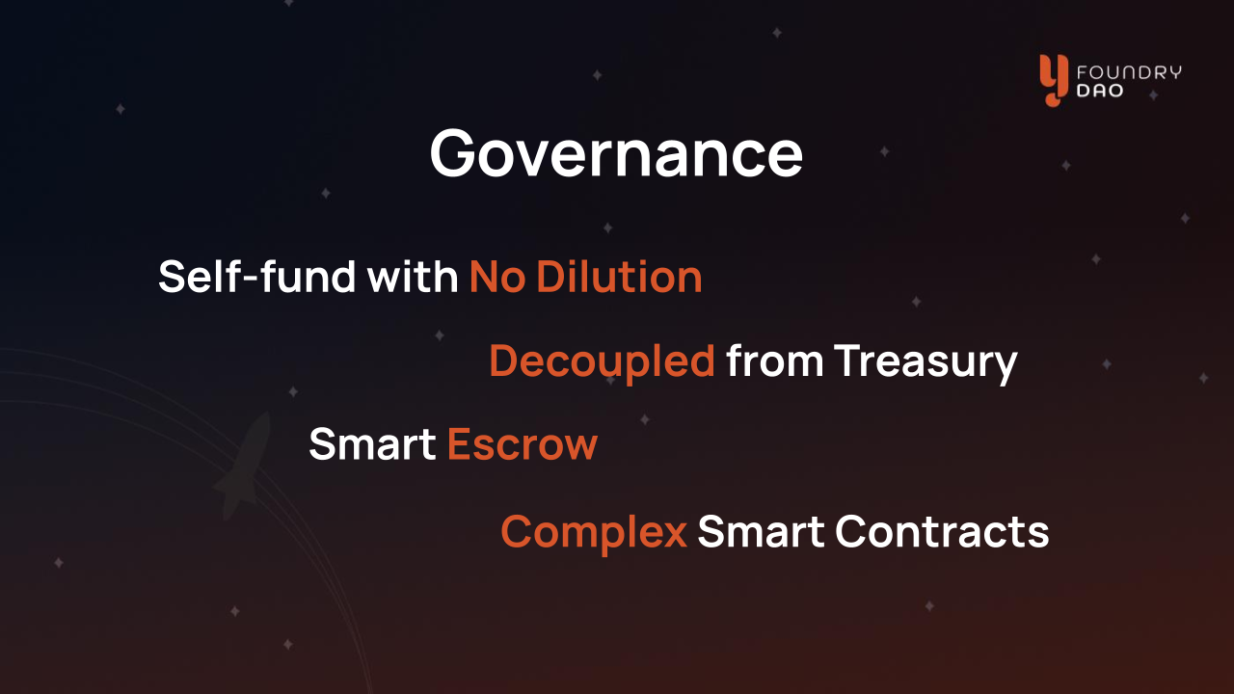 FOUNDRY
DAO
Governance
Self-fund with No Dilution
Decoupled from Treasury
Smart Escrow
Complex Smart Contracts